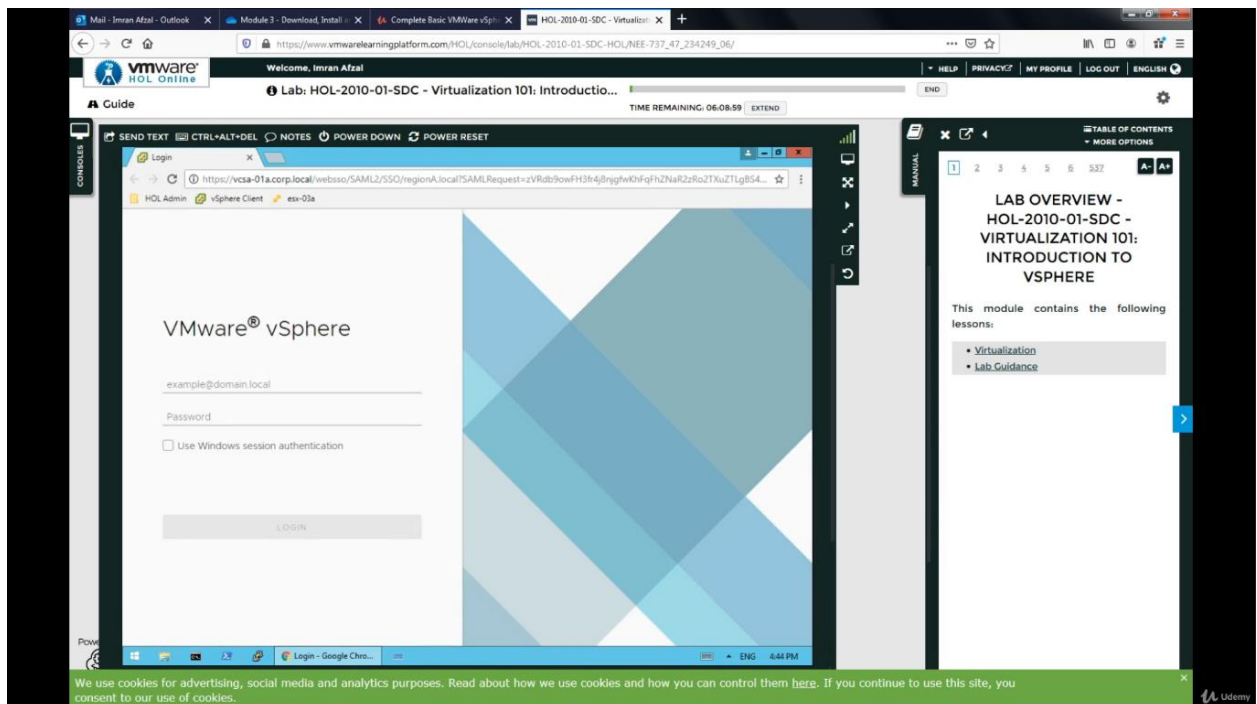 Mail - Imran Afzal - Outlook
Module 3 - Download, Install a
Complete Basic VMWare vSph
HOL-2010-01-SDC - Virtualizati
https://www.vmwarelearningplatform.com/HOL/console/lab/HOL-2010-01-SDC-HOL/NEE-737_47_234249_06/
vmware
HOL Online
Welcome, Imran Afzal
HELP
PRIVACY
MY PROFILE
LOG OUT
ENGLISH
Lab: HOL-2010-01-SDC - Virtualization 101: Introductio...
END
Guide
TIME REMAINING: 06:08:59
EXTEND
CONSOLES
SEND TEXT
CTRL+ALT+DEL
NOTES
POWER DOWN
POWER RESET
Login
HOL Admin
vSphere Client
esx-03a
VMware® vSphere
example@domain.local
Password
Use Windows session authentication
LOGIN
Login - Google Chro...
ENG
4:44 PM
MANUAL
TABLE OF CONTENTS
MORE OPTIONS
1 2 3 4 5 6 537
A- A+
LAB OVERVIEW -
HOL-2010-01-SDC -
VIRTUALIZATION 101:
INTRODUCTION TO
VSPHERE
This module contains the following
lessons:
• Virtualization
• Lab Guidance
Powe
We use cookies for advertising, social media and analytics purposes. Read about how we use cookies and how you can control them here. If you continue to use this site, you
consent to our use of cookies.
Udemy